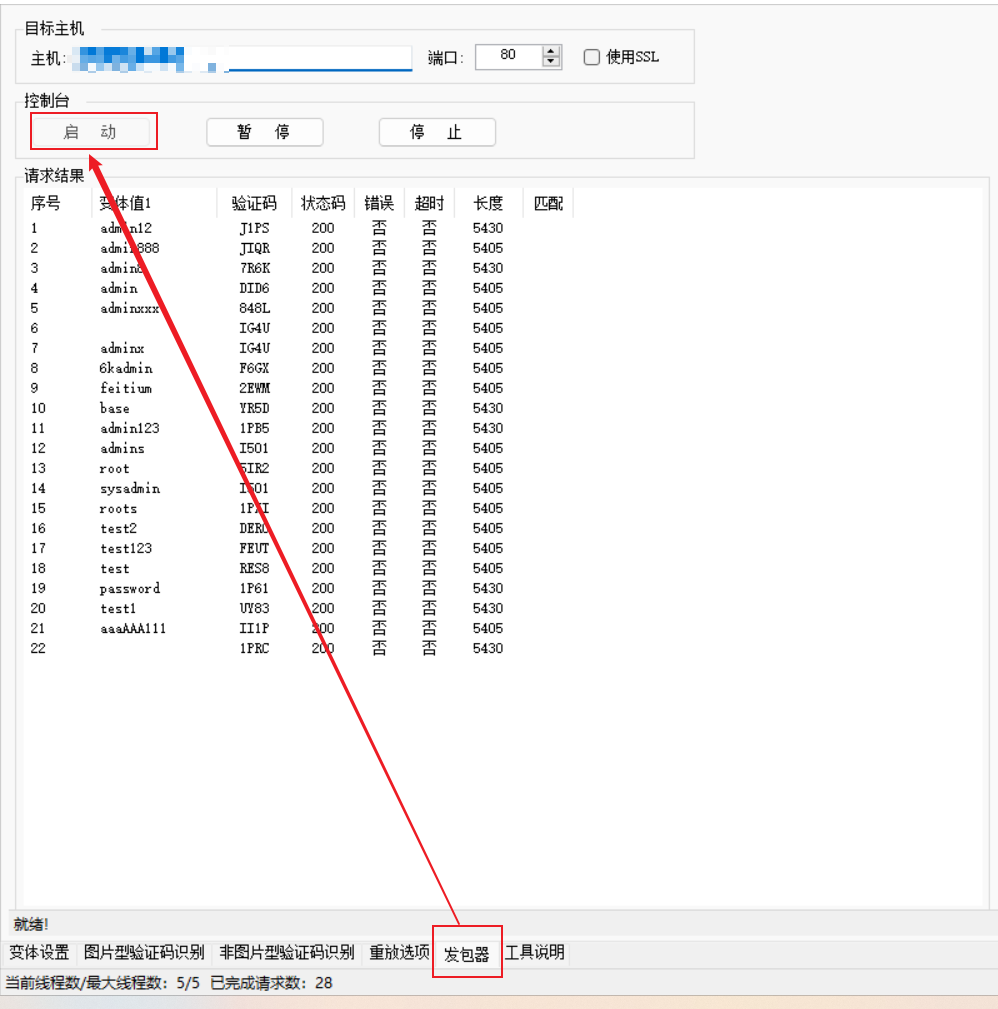 目标主机
主机: 端口: 80 使用SSL
控制台
启 动 暂 停 停 止
请求结果
序号 变体值1 验证码 状态码 错误 超时 长度 匹配
1 admin12 J1PS 200 否 否 5430
2 admin888 JIQR 200 否 否 5405
3 admin8 7R6K 200 否 否 5430
4 admin DID6 200 否 否 5405
5 adminxxx 848L 200 否 否 5405
6 IG4U 200 否 否 5405
7 adminx IG4U 200 否 否 5405
8 6kadmin F6GX 200 否 否 5405
9 feitium 2EWM 200 否 否 5405
10 base YR5D 200 否 否 5430
11 admin123 1PB5 200 否 否 5430
12 admins I501 200 否 否 5405
13 root 5IR2 200 否 否 5405
14 sysadmin I501 200 否 否 5405
15 roots 200 否 否 5405
16 test2 200 否 否 5405
17 test123 FEUT 200 否 否 5405
18 test RES8 200 否 否 5405
19 password 1P61 200 否 否 5430
20 test1 UY83 200 否 否 5430
21 aaaAAA111 II1P 200 否 否 5405
22 1PRC 200 否 否 5430
就绪!
变体设置 图片型验证码识别 非图片型验证码识别 重放选项 发包器 工具说明
当前线程数/最大线程数: 5/5 已完成请求数: 28